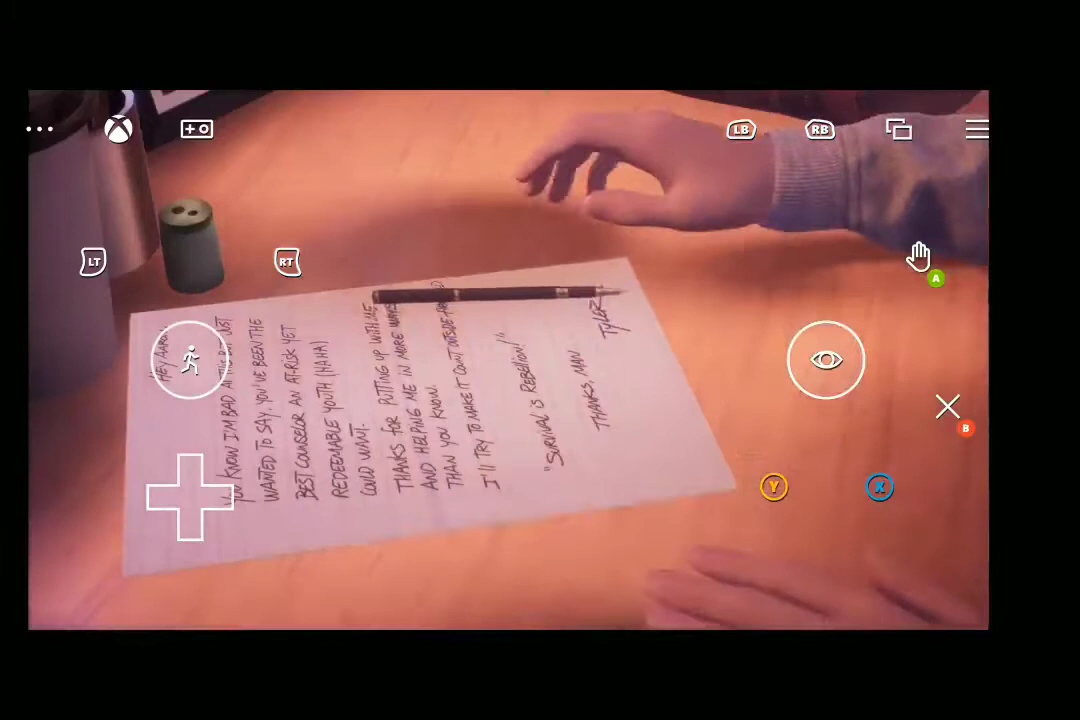 LB
RB
LT
RT
A
B
Y
X
HEY AARO
YOU KNOW I'M BAD AT THIS BUT JUST
WANTED TO SAY, YOU'VE BEEN THE
BEST COUNSELOR AN AT-RISK YET
REDEEMABLE YOUTH (HAHA)
COULD WANT.
THANKS FOR PUTTING UP WITH ME
AND HELPING ME IN MORE WAYS
THAN YOU KNOW.
I'LL TRY TO MAKE IT COUNT OUTSIDE
"SURVIVAL IS REBELLION!"
THANKS, MAN
TYLER